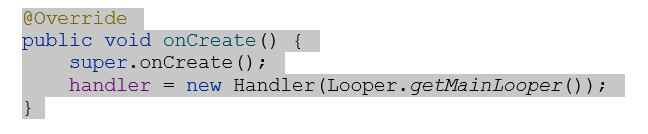 @Override
public void onCreate() {
    super.onCreate();
    handler = new Handler(Looper.getMainLooper());
}